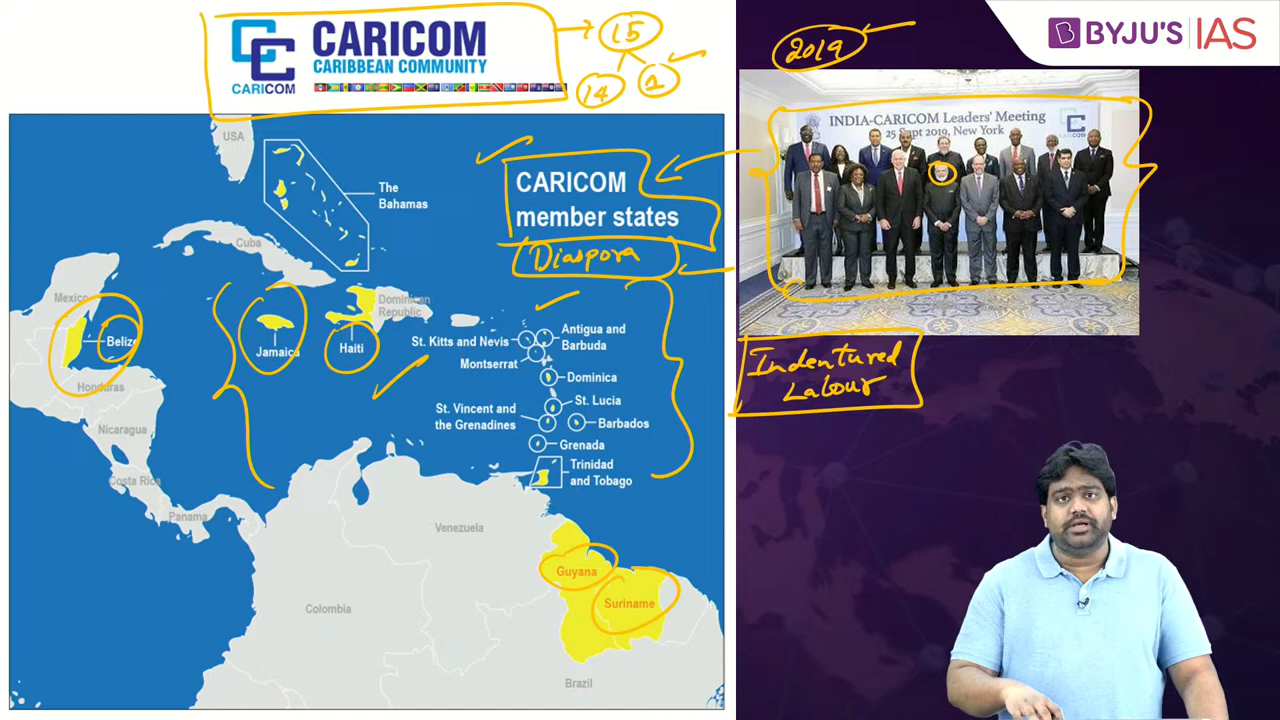 CARICOM
CARIBBEAN COMMUNITY
CARICOM
15
14
1
2019
BYJU'S IAS
INDIA-CARICOM Leaders' Meeting
25 Sept 2019, New York
USA
The
Bahamas
CARICOM
member states
Diaspora
Cuba
Mexico
Dominican
Republic
Belize
Jamaica
Haiti
St. Kitts and Nevis
Antigua and
Barbuda
Montserrat
Dominica
Honduras
St. Lucia
St. Vincent and
the Grenadines
Barbados
Nicaragua
Grenada
Trinidad
and Tobago
Costa Rica
Panama
Venezuela
Guyana
Suriname
Colombia
Brazil
Indentured
Labour